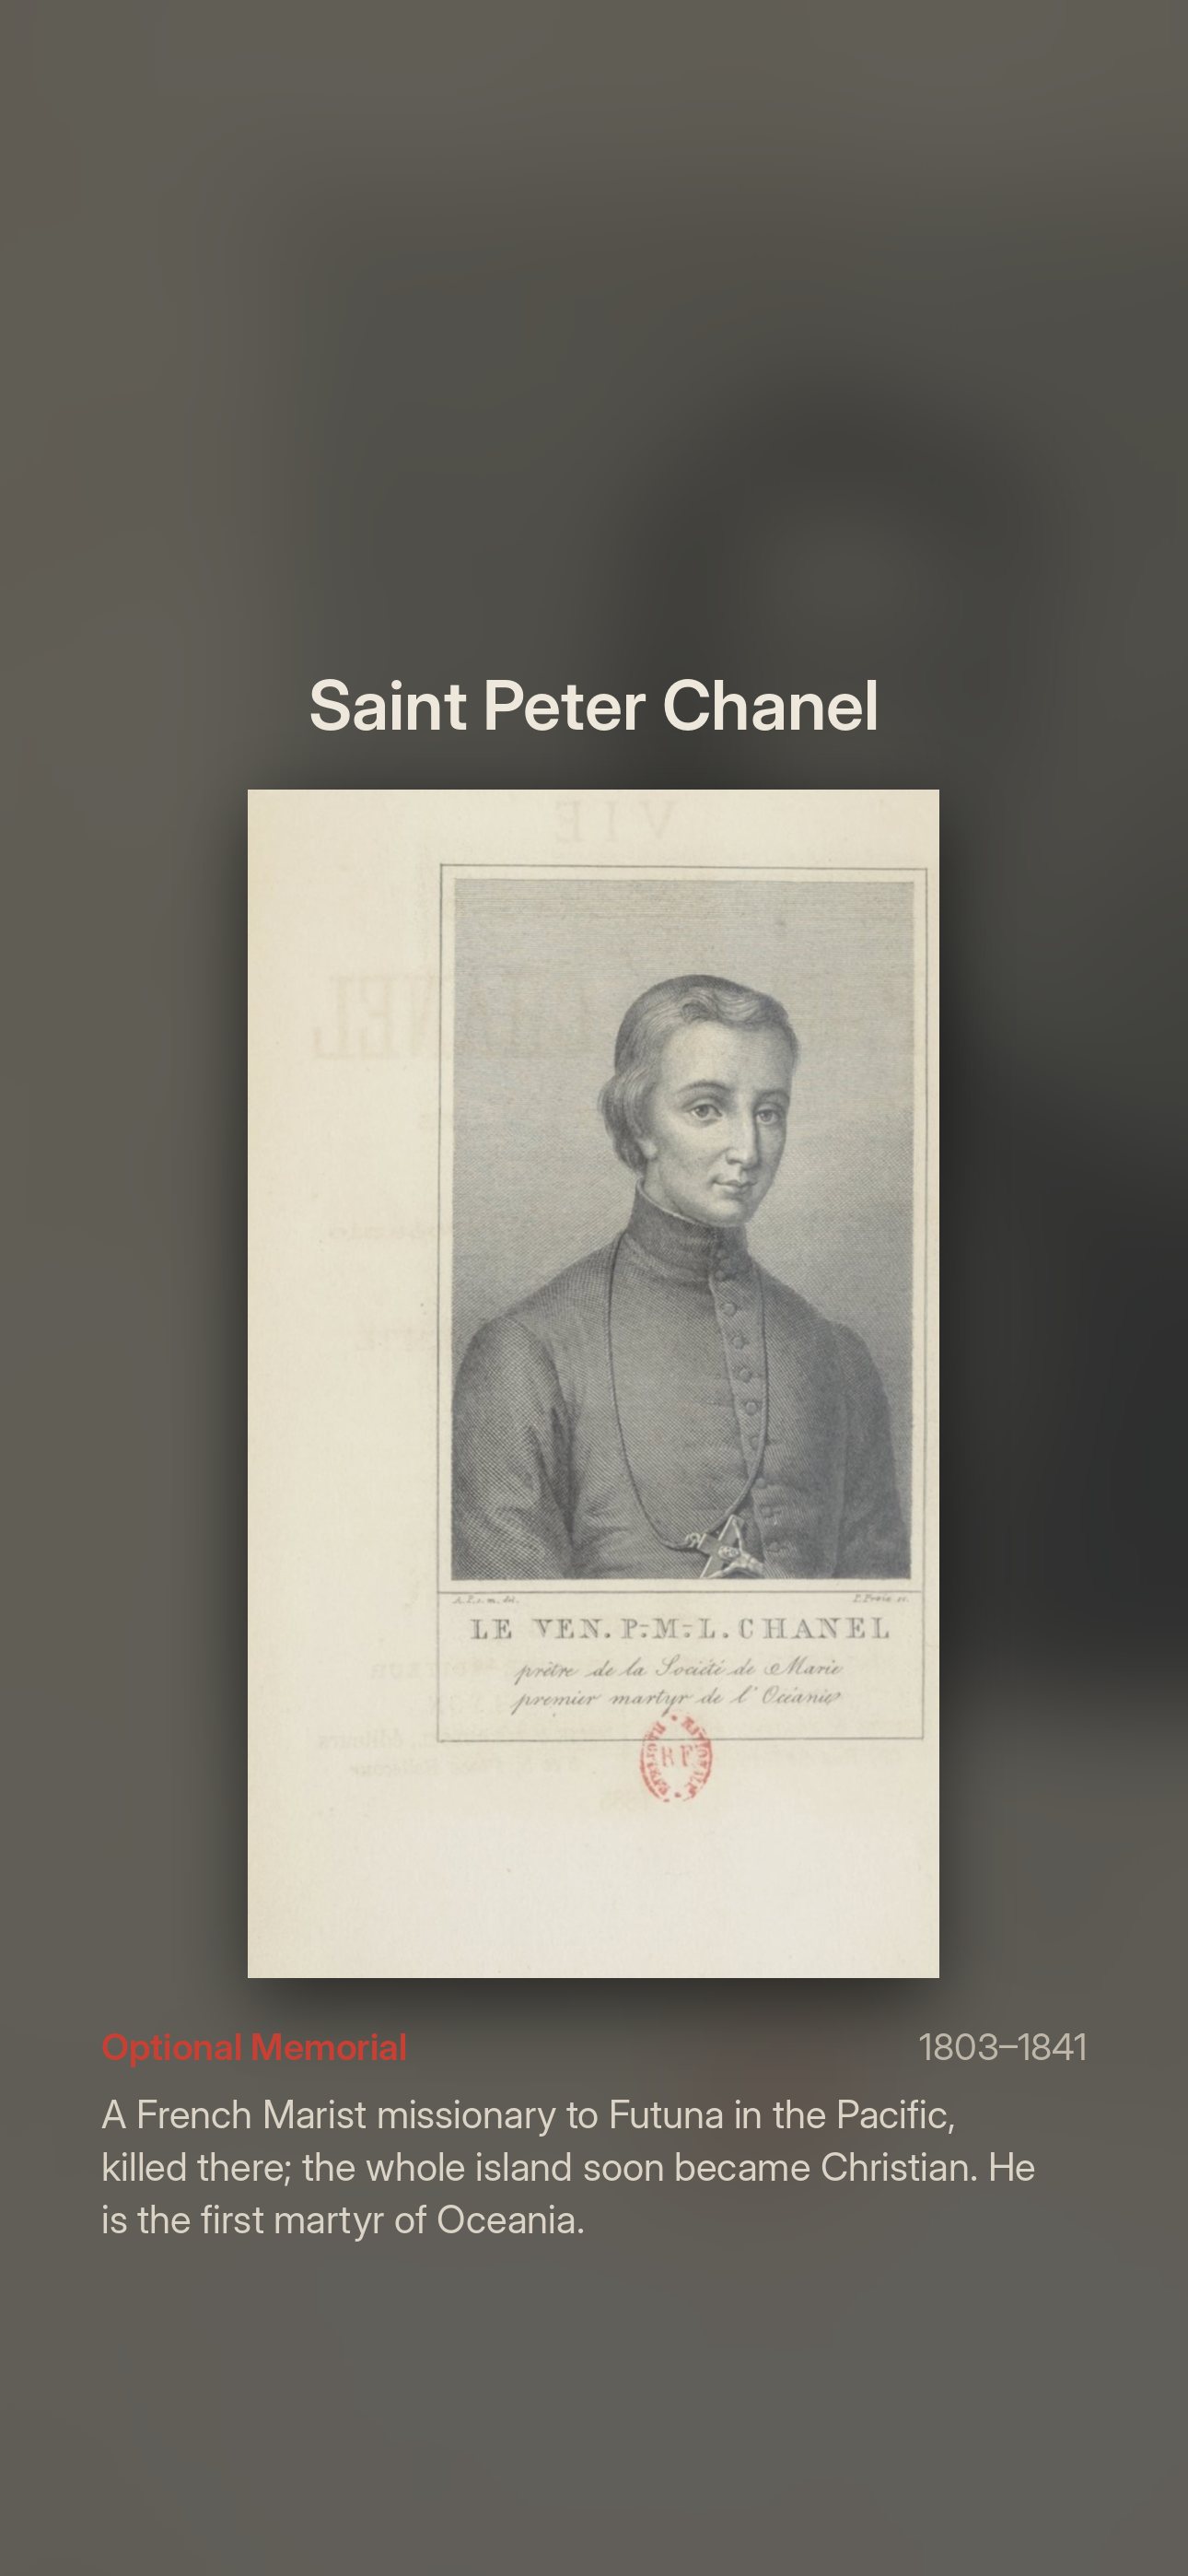 Saint Peter Chanel
LE VEN. P.-M.-L. CHANEL
prêtre de la Société de Marie
premier martyr de l'Océanie
R F
Optional Memorial
1803–1841
A French Marist missionary to Futuna in the Pacific,
killed there; the whole island soon became Christian. He
is the first martyr of Oceania.